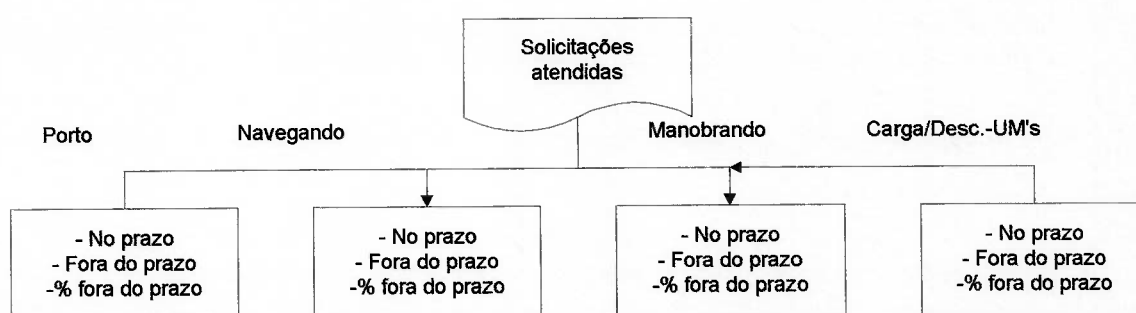 Solicitações
atendidas
Porto
Navegando
Manobrando
Carga/Desc.-UM's
- No prazo
- Fora do prazo
-% fora do prazo
- No prazo
- Fora do prazo
-% fora do prazo
- No prazo
- Fora do prazo
-% fora do prazo
- No prazo
- Fora do prazo
-% fora do prazo